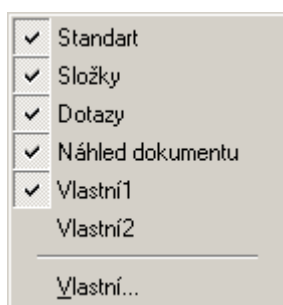 Standart
Složky
Dotazy
Náhled dokumentu
Vlastní1
Vlastní2
Vlastní...